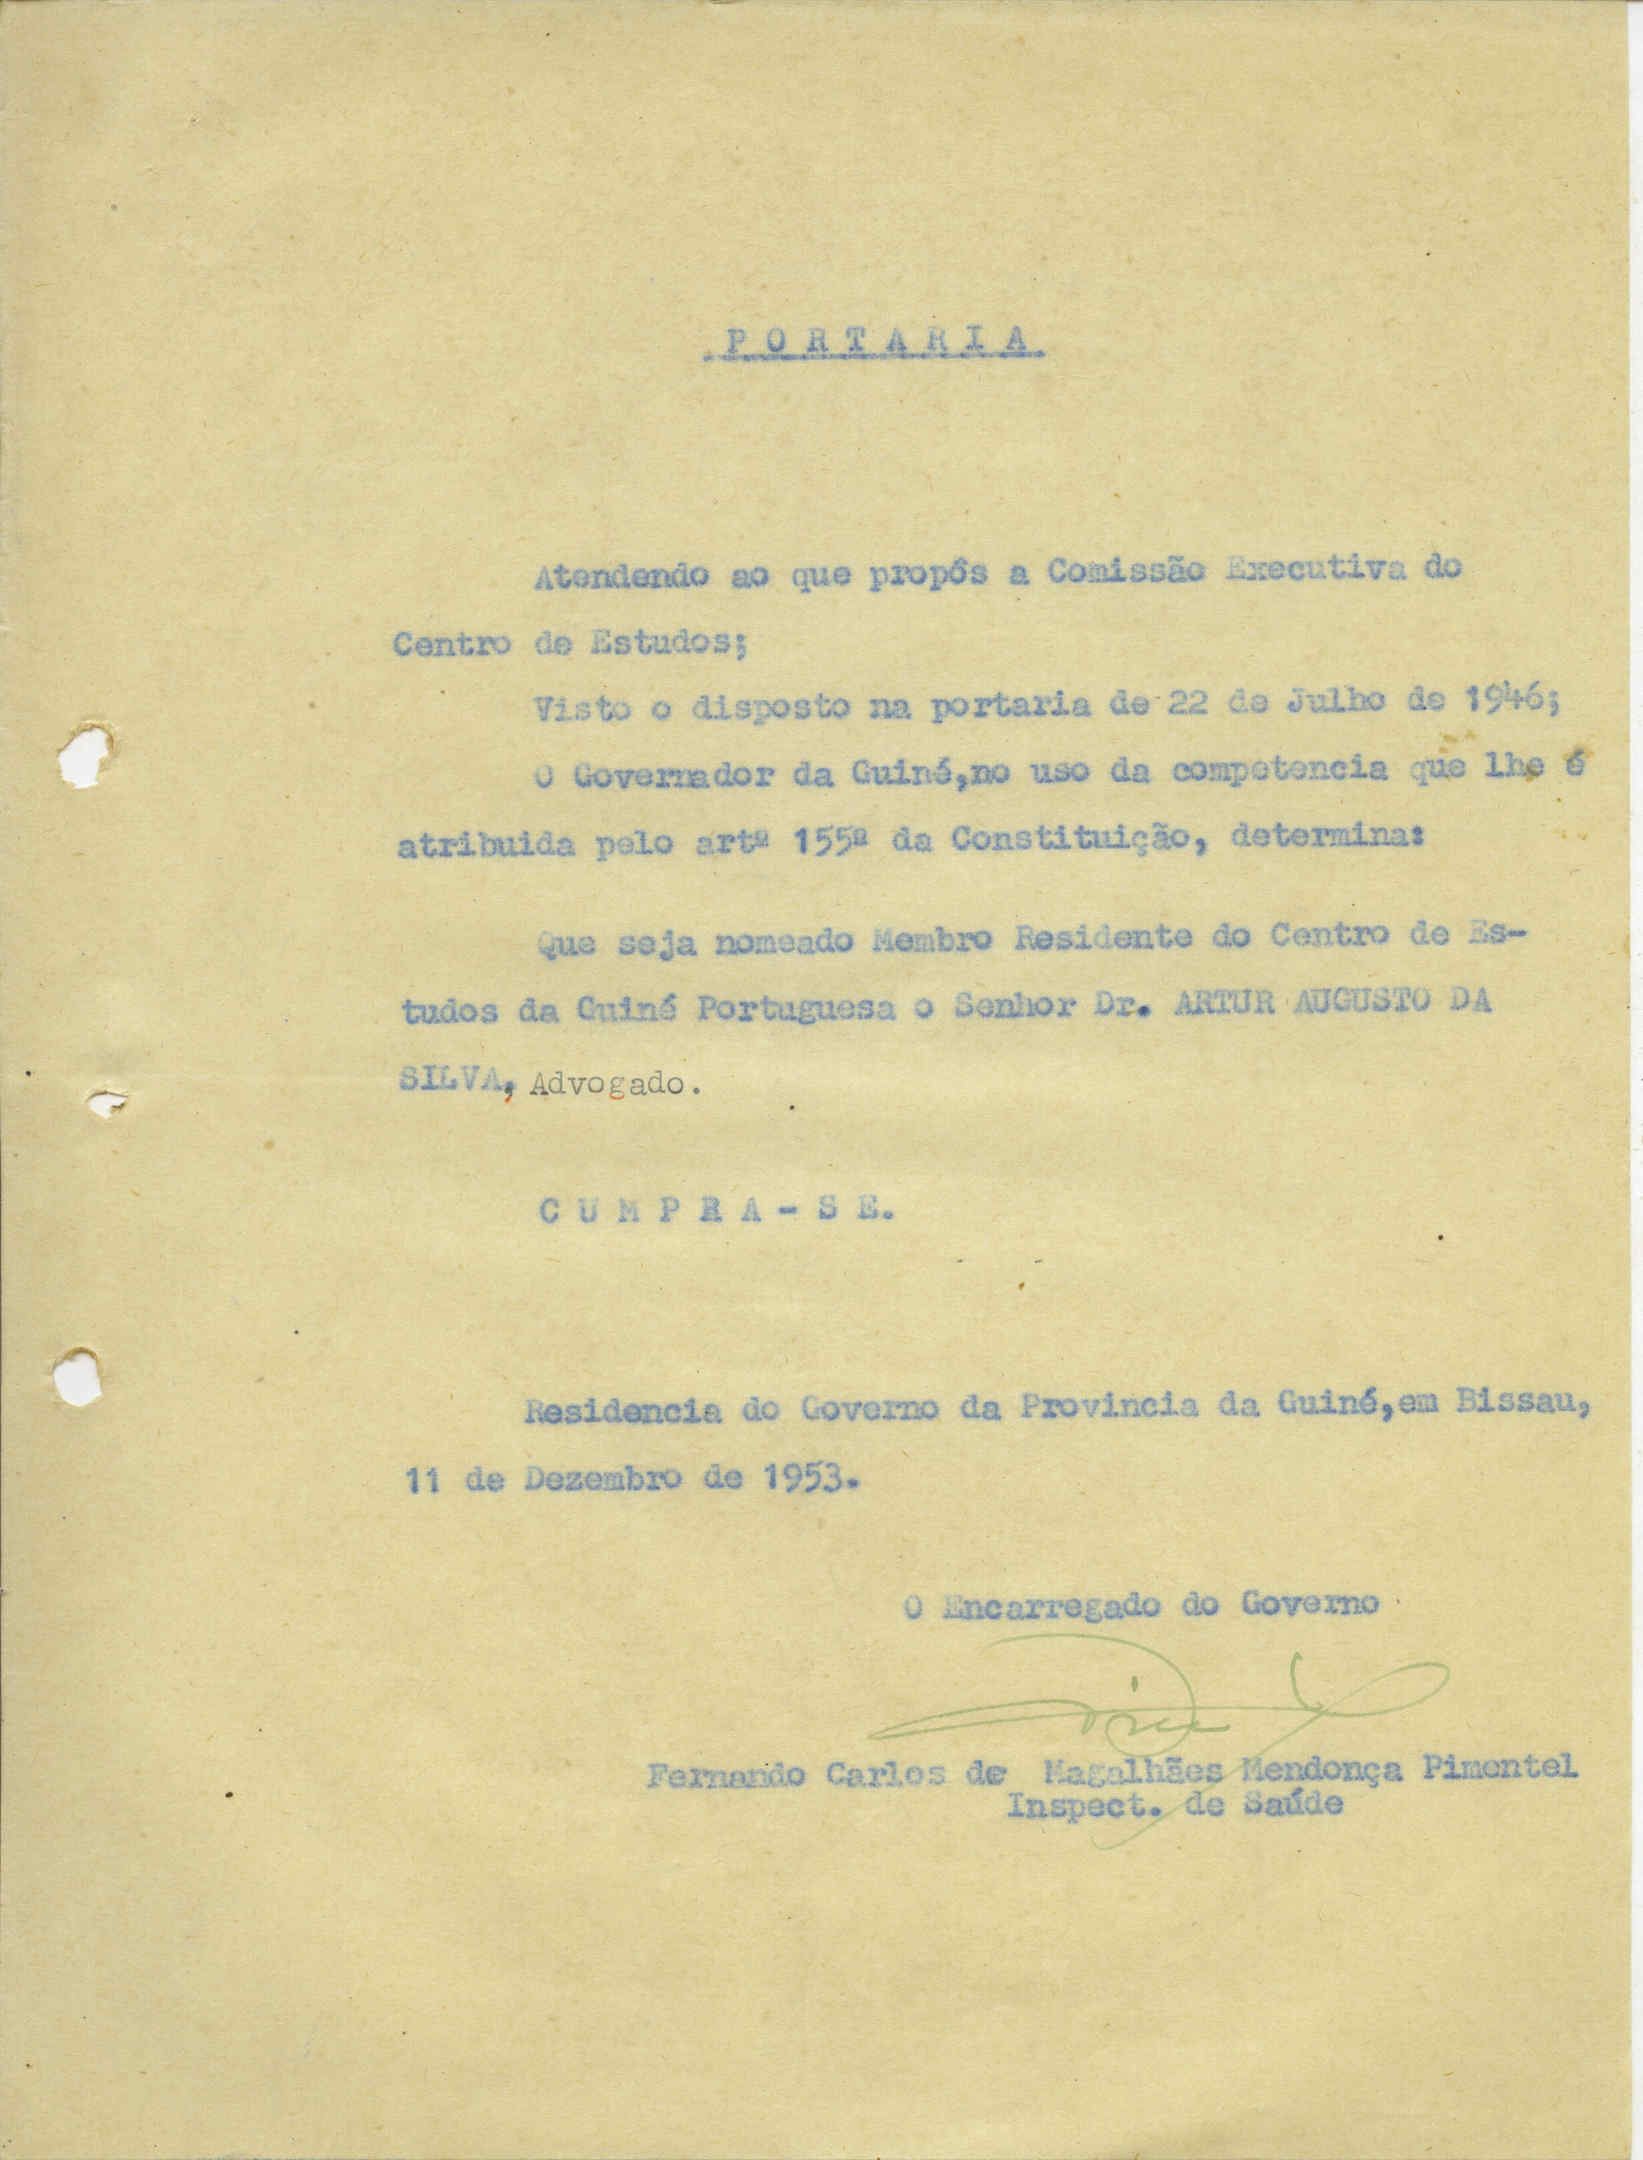 PORTARIA
Atendendo ao que propôs a Comissão Executiva do
Centro de Estudos;
Visto o disposto na portaria de 22 de Julho de 1946;
O Governador da Guiné,no uso da competencia que lhe é
atribuida pelo artº 155º da Constituição, determina:
Que seja nomeado Membro Residente do Centro de Es-
tudos da Guiné Portuguesa o Senhor Dr. ARTUR AUGUSTO DA
SILVA, Advogado.
CUMPRA-SE.
Residencia do Governo da Provincia da Guiné,em Bissau,
11 de Dezembro de 1953.
O Encarregado do Governo
Fernando Carlos de Magalhães Mendonça Pimentel
Inspect. de Saúde